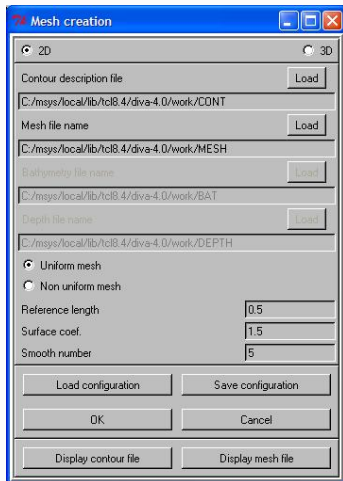 Mesh creation
2D 3D
Contour description file Load
C:/msys/local/lib/tcl8.4/diva-4.0/work/CONT
Mesh file name Load
C:/msys/local/lib/tcl8.4/diva-4.0/work/MESH
Bathymetry file name Load
C:/msys/local/lib/tcl8.4/diva-4.0/work/BAT
Depth file name Load
C:/msys/local/lib/tcl8.4/diva-4.0/work/DEPTH
Uniform mesh
Non uniform mesh
Reference length 0.5
Surface coef. 1.5
Smooth number 5
Load configuration Save configuration
OK Cancel
Display contour file Display mesh file